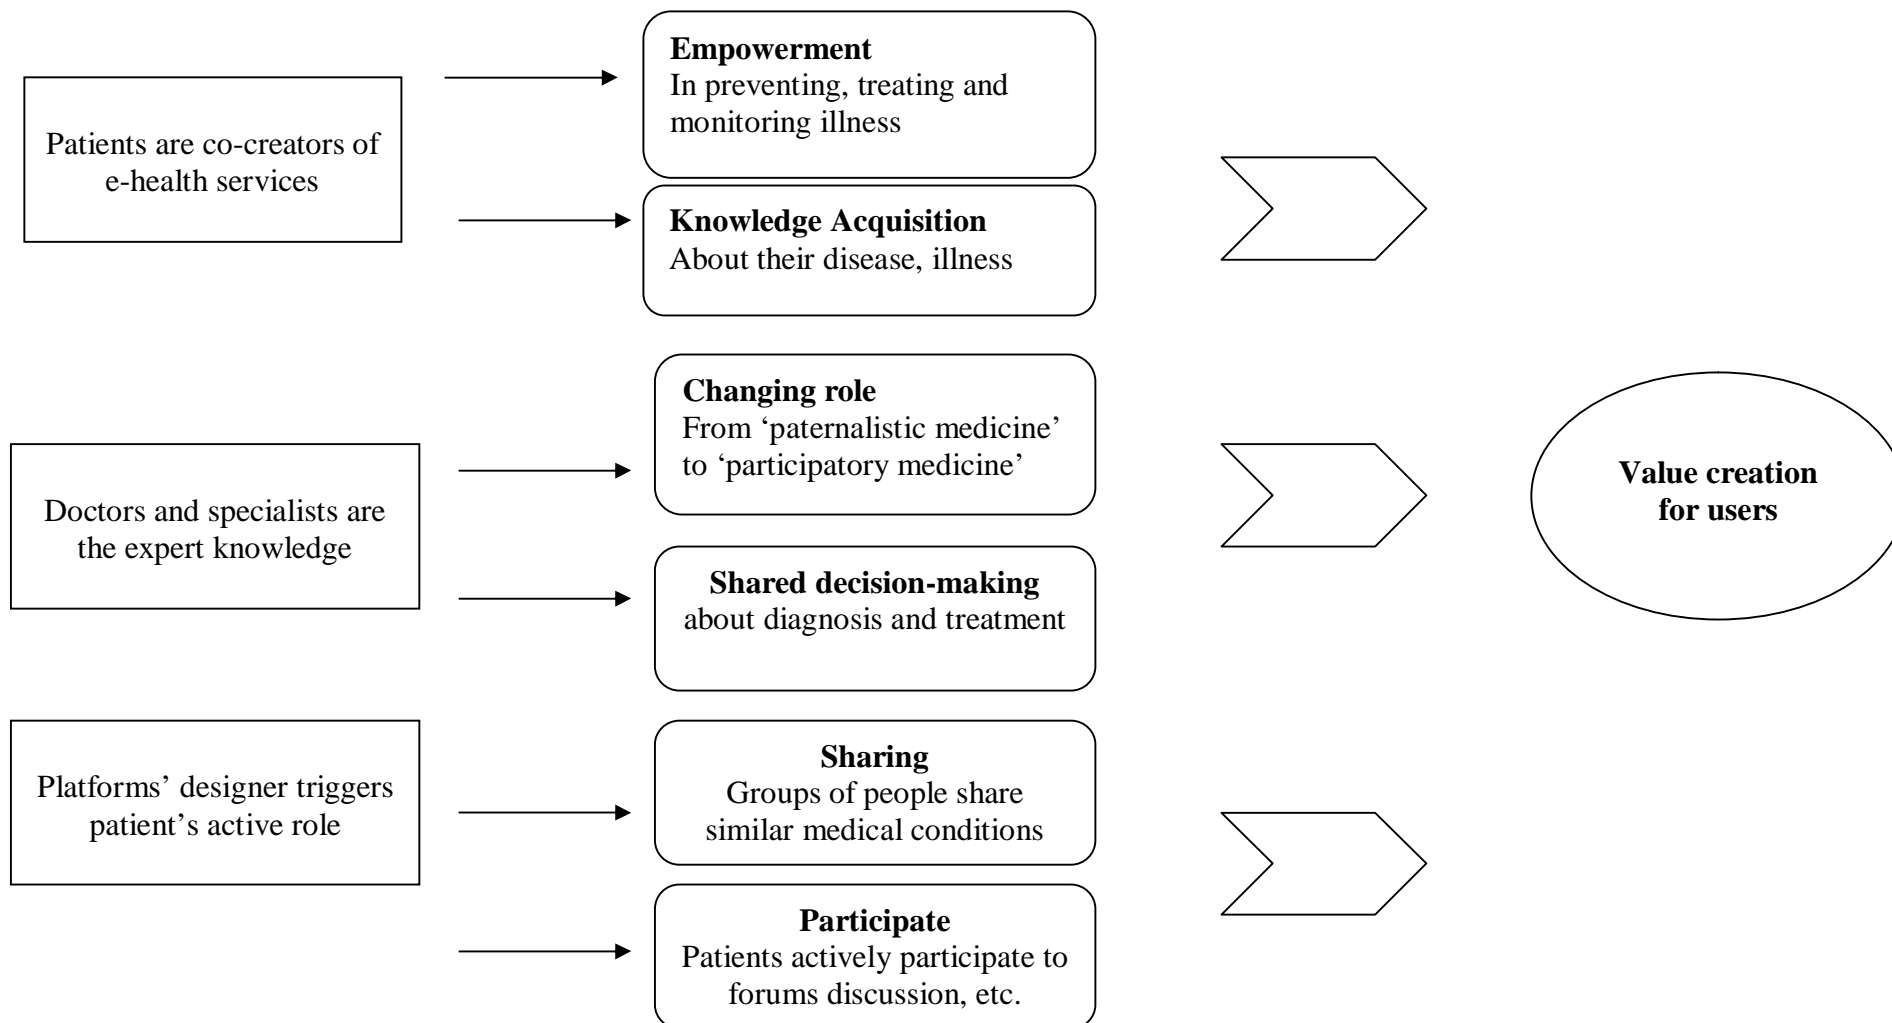 Patients are co-creators of
e-health services
Empowerment
In preventing, treating and
monitoring illness
Knowledge Acquisition
About their disease, illness
Doctors and specialists are
the expert knowledge
Changing role
From ‘paternalistic medicine’
to ‘participatory medicine’
Shared decision-making
about diagnosis and treatment
Platforms’ designer triggers
patient’s active role
Sharing
Groups of people share
similar medical conditions
Participate
Patients actively participate to
forums discussion, etc.
Value creation
for users